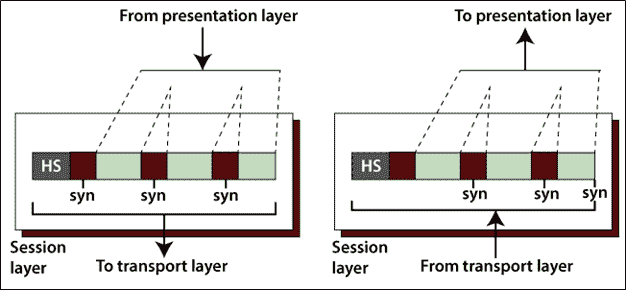 From presentation layer
To presentation layer
HS
HS
syn syn syn
syn syn syn
Session
layer
To transport layer
Session
layer
From transport layer